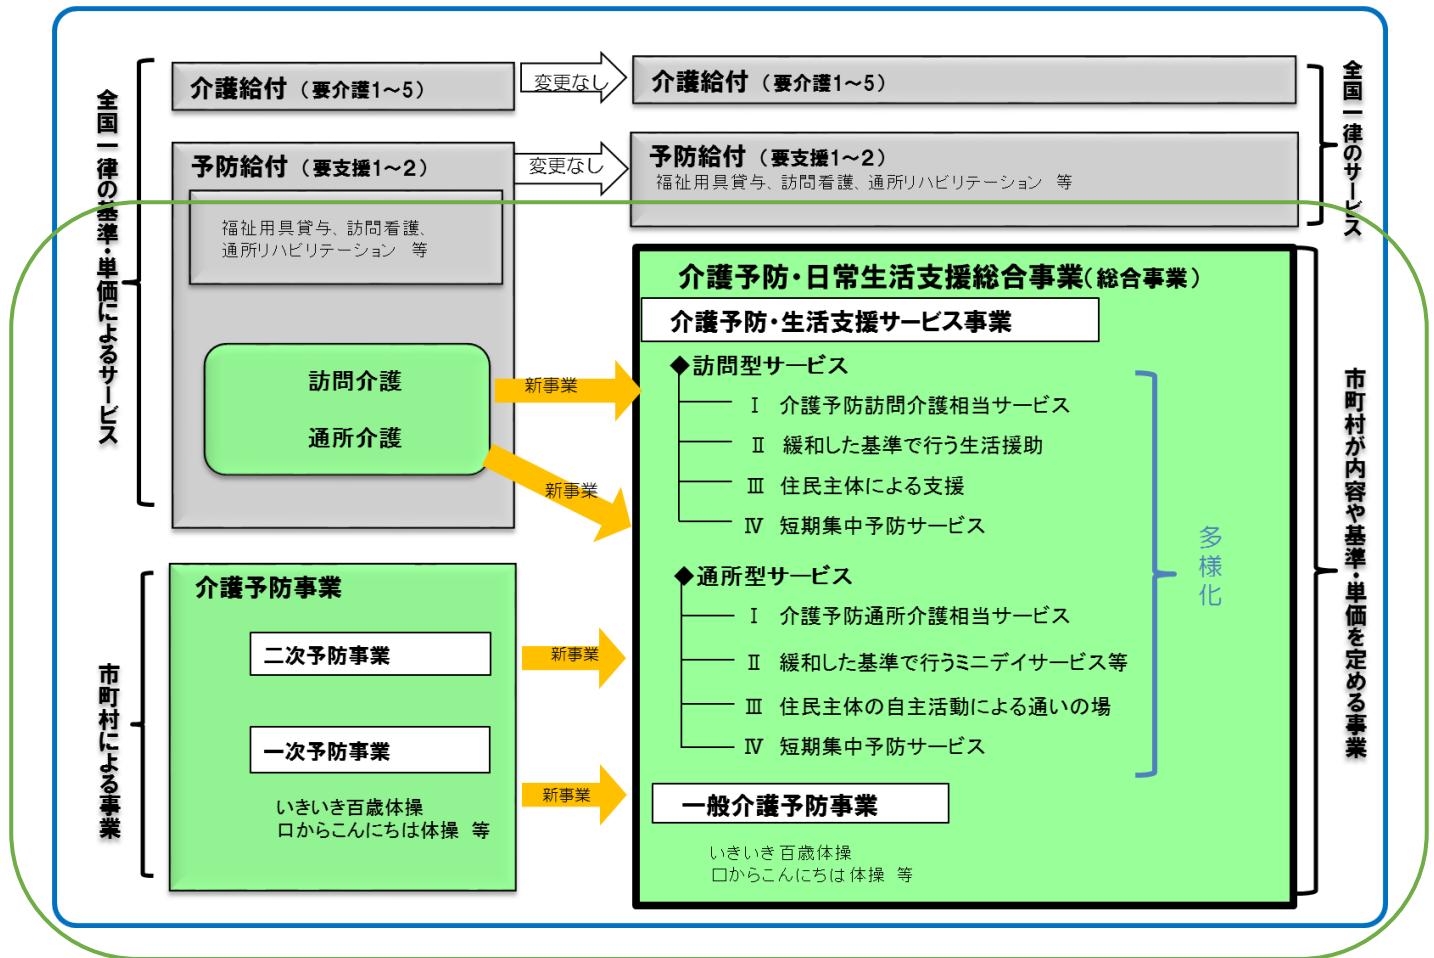 全国一律の基準・単価によるサービス
介護給付（要介護1～5）
変更なし
介護給付（要介護1～5）
予防給付（要支援1～2）
福祉用具貸与、訪問看護、
通所リハビリテーション　等
変更なし
予防給付（要支援1～2）
福祉用具貸与、訪問看護、通所リハビリテーション　等
全国一律のサービス
訪問介護
通所介護
新事業
新事業
介護予防・日常生活支援総合事業（総合事業）
介護予防・生活支援サービス事業
◆訪問型サービス
Ⅰ　介護予防訪問介護相当サービス
Ⅱ　緩和した基準で行う生活援助
Ⅲ　住民主体による支援
Ⅳ　短期集中予防サービス
◆通所型サービス
Ⅰ　介護予防通所介護相当サービス
Ⅱ　緩和した基準で行うミニデイサービス等
Ⅲ　住民主体の自主活動による通いの場
Ⅳ　短期集中予防サービス
多様化
市町村が内容や基準・単価を定める事業
市町村による事業
介護予防事業
二次予防事業
新事業
一次予防事業
いきいき百歳体操
口からこんにちは体操　等
新事業
一般介護予防事業
いきいき百歳体操
口からこんにちは体操　等